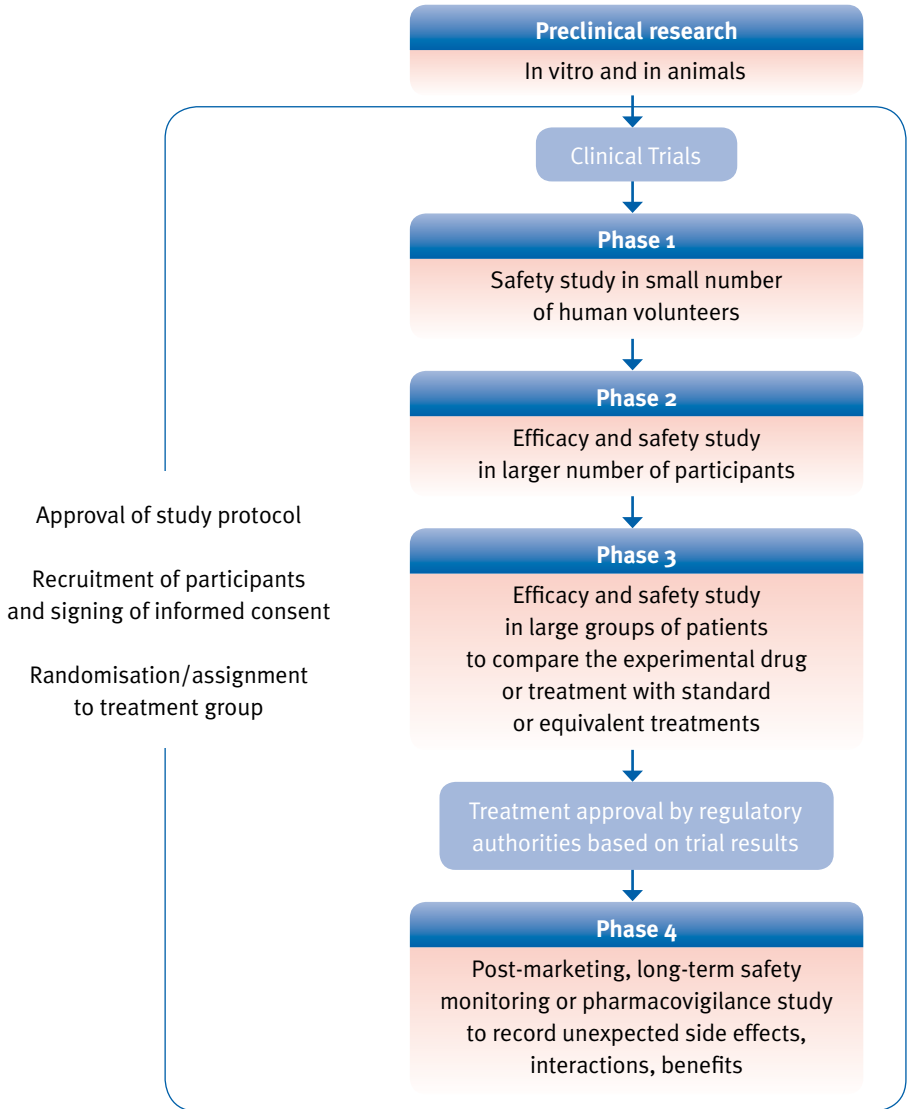 Preclinical research
In vitro and in animals
Clinical Trials
Phase 1
Safety study in small number
of human volunteers
Phase 2
Efficacy and safety study
in larger number of participants
Approval of study protocol
Recruitment of participants
and signing of informed consent
Randomisation/assignment
to treatment group
Phase 3
Efficacy and safety study
in large groups of patients
to compare the experimental drug
or treatment with standard
or equivalent treatments
Treatment approval by regulatory
authorities based on trial results
Phase 4
Post-marketing, long-term safety
monitoring or pharmacovigilance study
to record unexpected side effects,
interactions, benefits